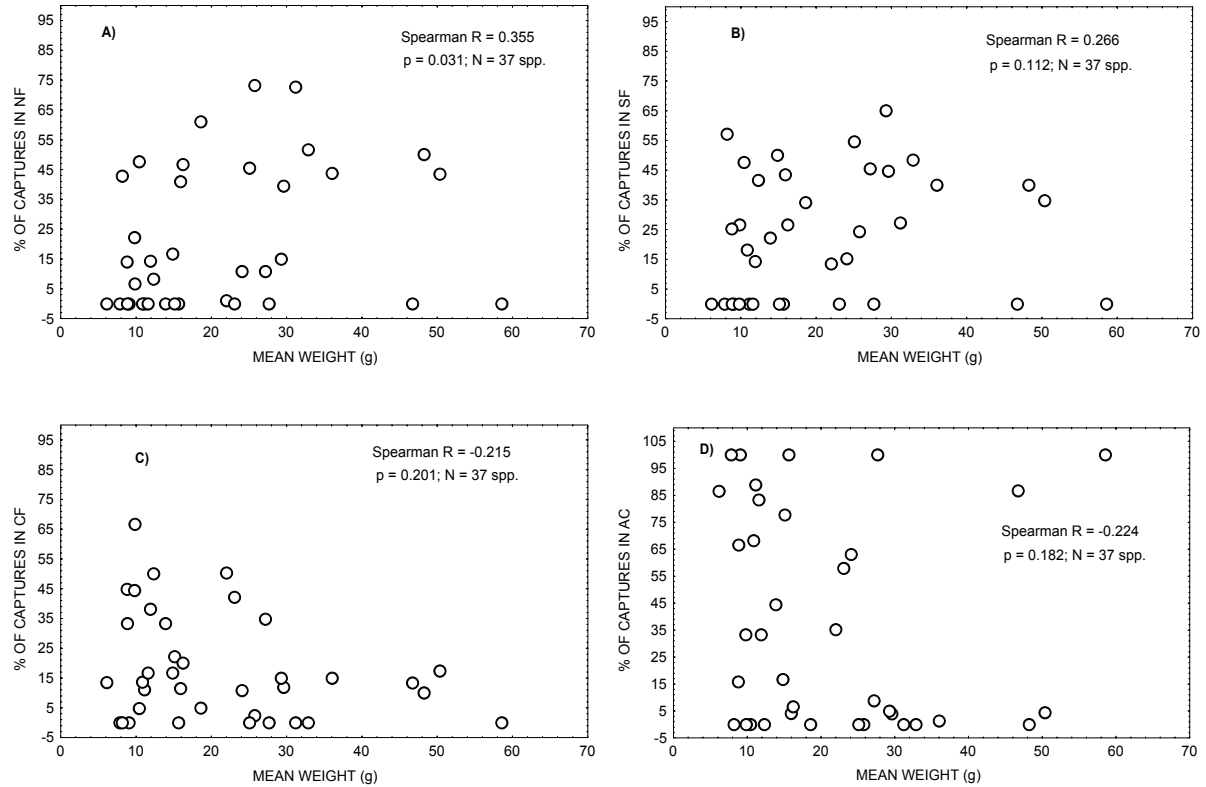 A)
Spearman R = 0.355
p = 0.031; N = 37 spp.
% OF CAPTURES IN NF
95
85
75
65
55
45
35
25
15
5
-5
0 10 20 30 40 50 60 70
MEAN WEIGHT (g)
B)
Spearman R = 0.266
p = 0.112; N = 37 spp.
% OF CAPTURES IN SF
95
85
75
65
55
45
35
25
15
5
-5
0 10 20 30 40 50 60 70
MEAN WEIGHT (g)
C)
Spearman R = -0.215
p = 0.201; N = 37 spp.
% OF CAPTURES IN CF
95
85
75
65
55
45
35
25
15
5
-5
0 10 20 30 40 50 60 70
MEAN WEIGHT (g)
D)
Spearman R = -0.224
p = 0.182; N = 37 spp.
% OF CAPTURES IN AC
105
95
85
75
65
55
45
35
25
15
5
-5
0 10 20 30 40 50 60 70
MEAN WEIGHT (g)